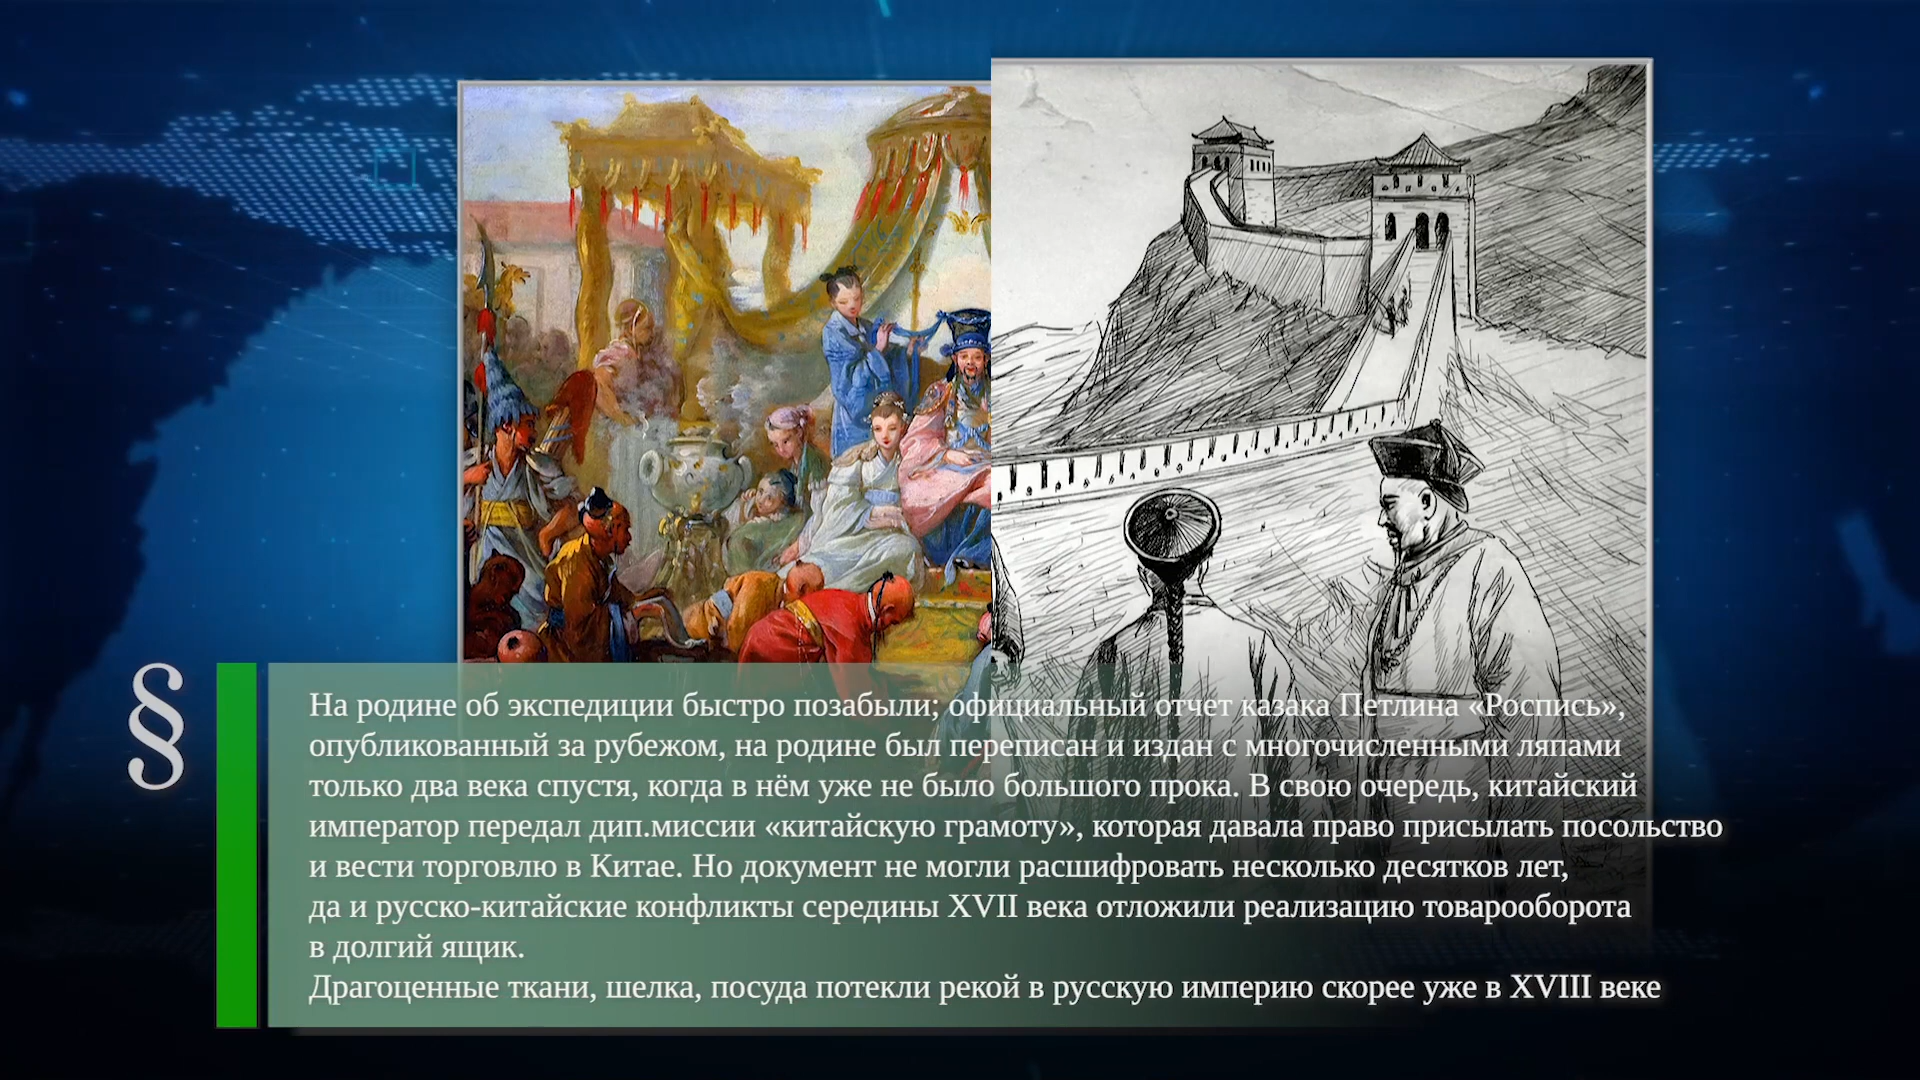 §
На родине об экспедиции быстро позабыли; официальный отчет казака Петлина «Роспись»,
опубликованный за рубежом, на родине был переписан и издан с многочисленными ляпами
только два века спустя, когда в нём уже не было большого прока. В свою очередь, китайский
император передал дип.миссии «китайскую грамоту», которая давала право присылать посольство
и вести торговлю в Китае. Но документ не могли расшифровать несколько десятков лет,
да и русско-китайские конфликты середины XVII века отложили реализацию товарооборота
в долгий ящик.
Драгоценные ткани, шелка, посуда потекли рекой в русскую империю скорее уже в XVIII веке